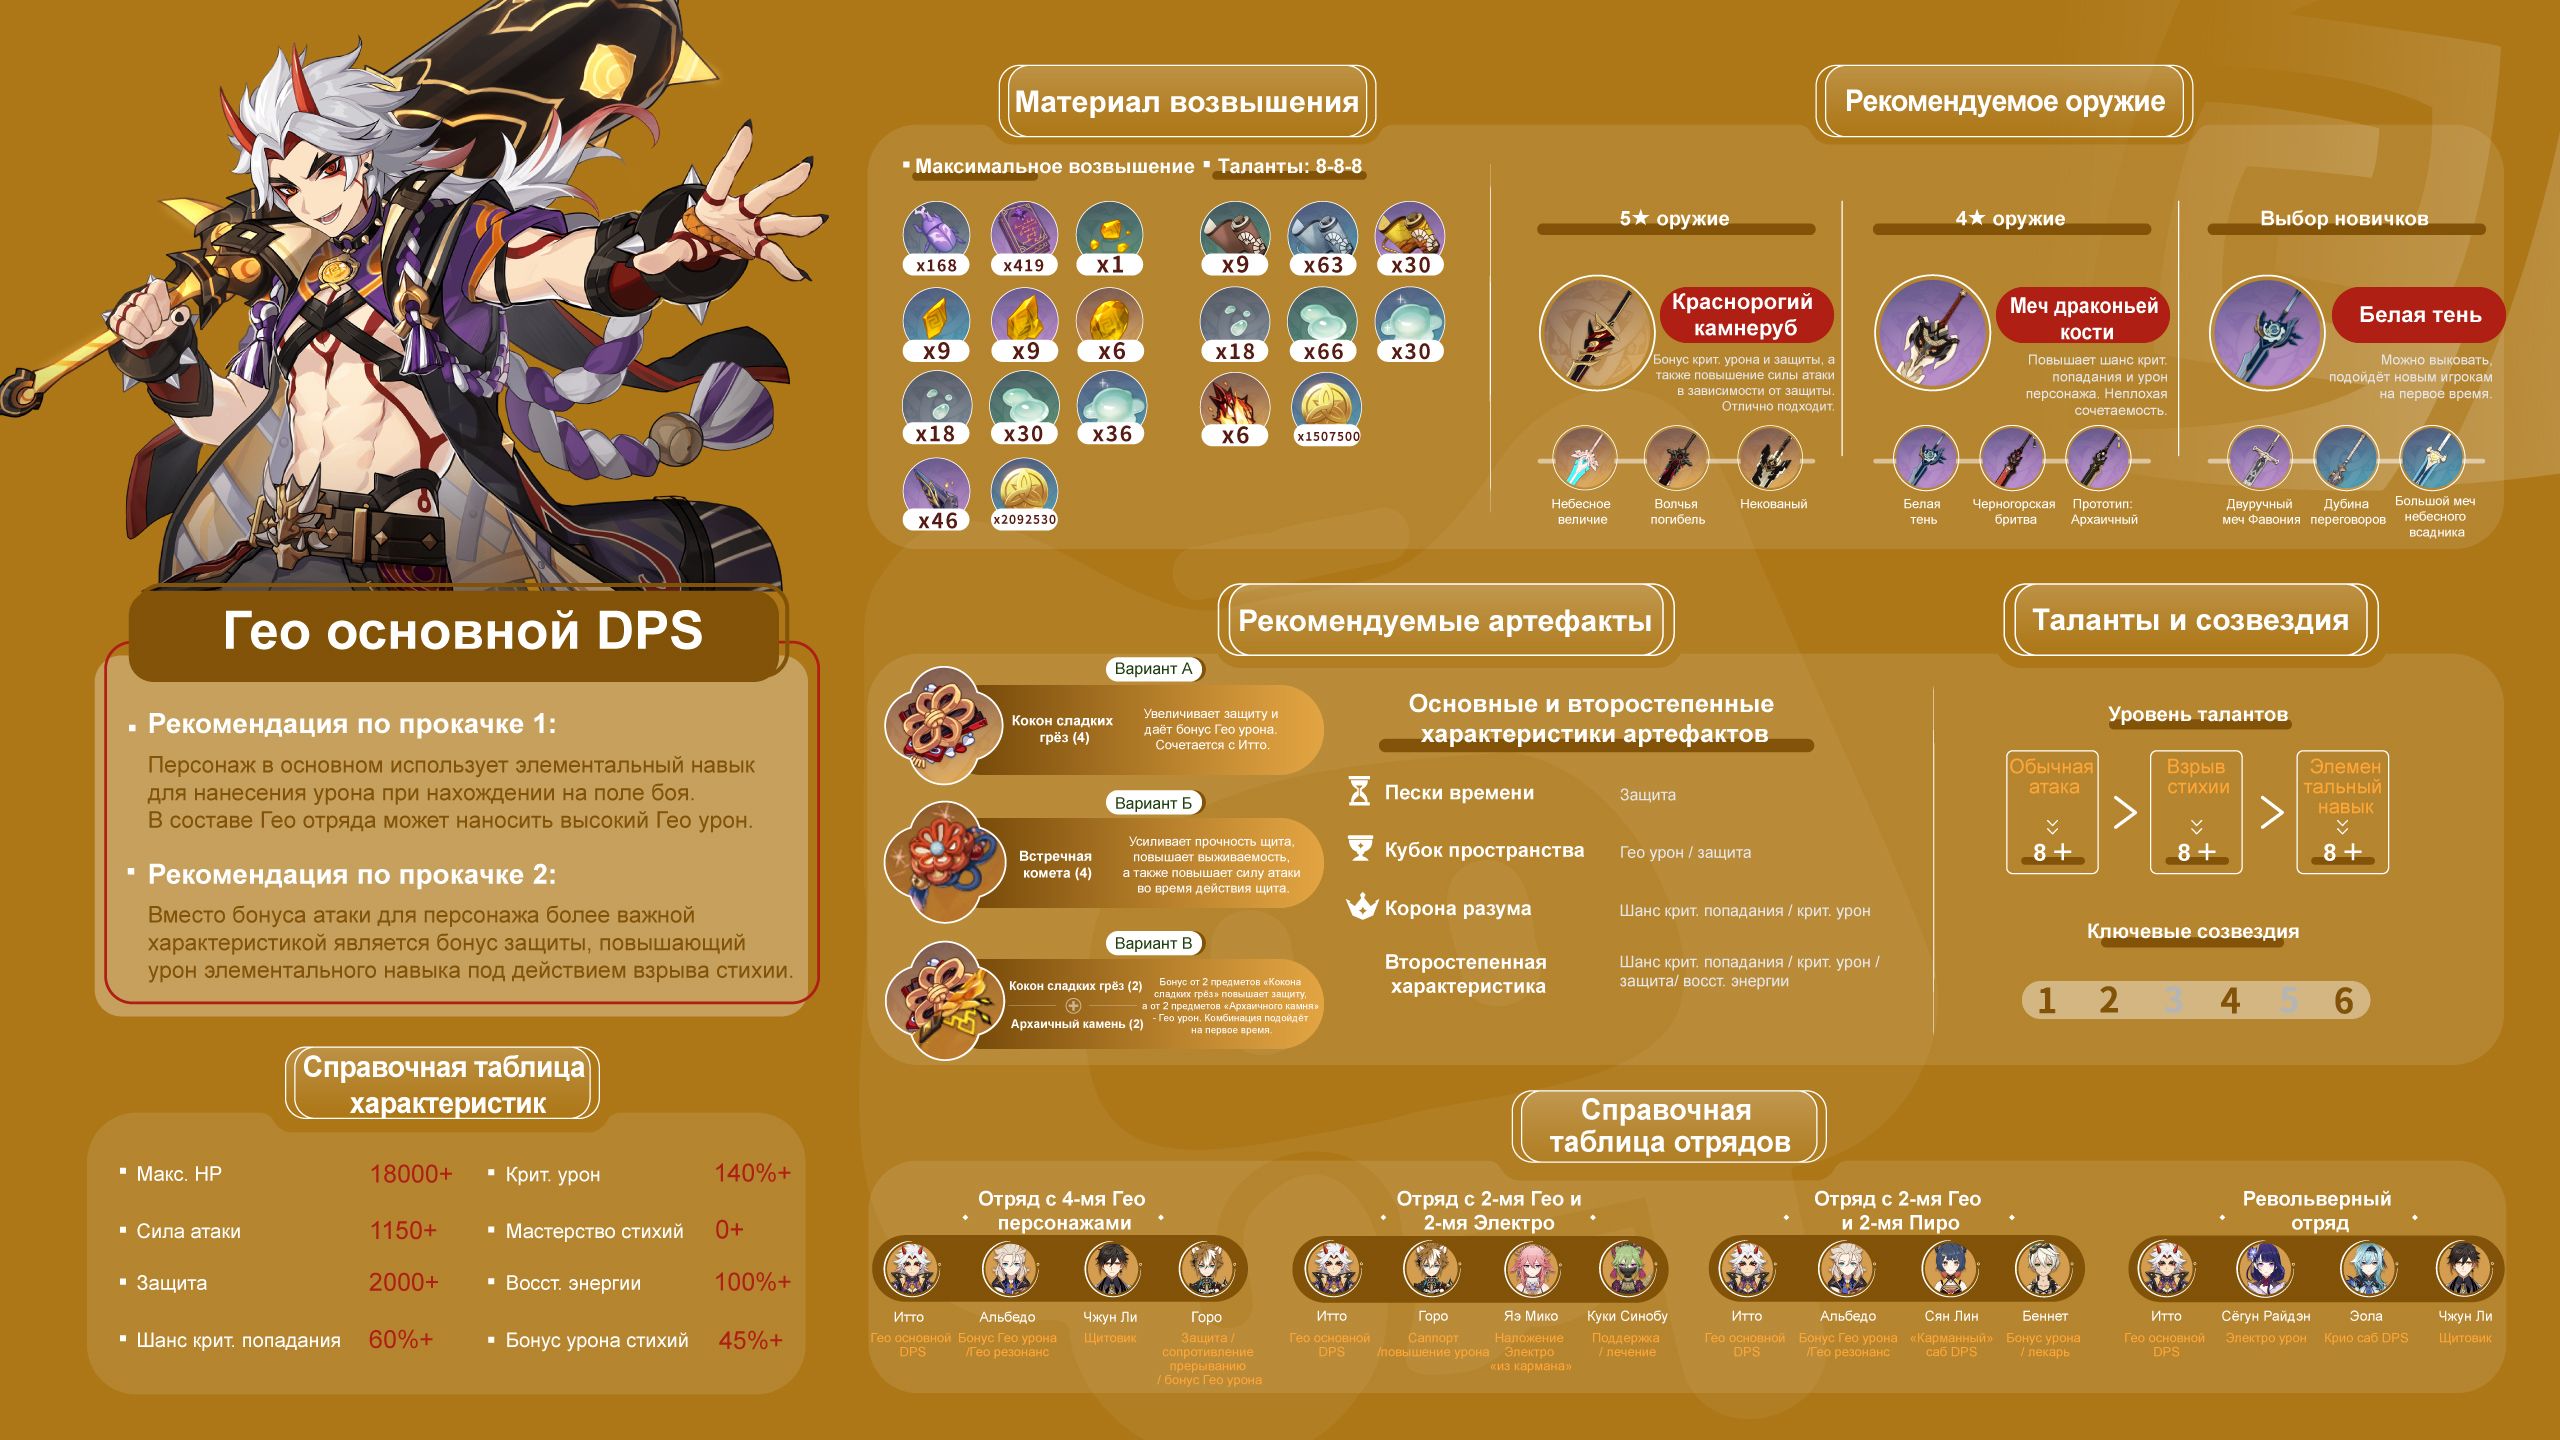 Гео основной DPS
Рекомендация по прокачке 1:
Персонаж в основном использует элементальный навык
для нанесения урона при нахождении на поле боя.
В составе Гео отряда может наносить высокий Гео урон.
Рекомендация по прокачке 2:
Вместо бонуса атаки для персонажа более важной
характеристикой является бонус защиты, повышающий
урон элементального навыка под действием взрыва стихии.
Справочная таблица
характеристик
Макс. HP 18000+
Крит. урон 140%+
Сила атаки 1150+
Мастерство стихий 0+
Защита 2000+
Восст. энергии 100%+
Шанс крит. попадания 60%+
Бонус урона стихий 45%+
Материал возвышения
Максимальное возвышение
x168 x419 x1
x9 x9 x6
x18 x30 x36
x46 x2092530
Таланты: 8-8-8
x9 x63 x30
x18 x66 x30
x6 x1507500
Рекомендуемое оружие
5★ оружие
Краснорогий
камнеруб
Бонус крит. урона и защиты, а
также повышение силы атаки
в зависимости от защиты.
Отлично подходит.
Небесное
величие
Волчья
погибель
Некованый
4★ оружие
Меч драконьей
кости
Повышает шанс крит.
попадания и урон
персонажа. Неплохая
сочетаемость.
Белая
тень
Черногорская
бритва
Прототип:
Архаичный
Выбор новичков
Белая тень
Можно выковать,
подойдёт новым игрокам
на первое время.
Двуручный
меч Фавония
Дубина
переговоров
Большой меч
небесного
всадника
Рекомендуемые артефакты
Вариант А
Кокон сладких
грёз (4)
Увеличивает защиту и
даёт бонус Гео урона.
Сочетается с Итто.
Вариант Б
Встречная
комета (4)
Усиливает прочность щита,
повышает выживаемость,
а также повышает силу атаки
во время действия щита.
Вариант В
Кокон сладких грёз (2)
Архаичный камень (2)
Бонус от 2 предметов «Кокона
сладких грёз» повышает защиту,
а от 2 предметов «Архаичного камня»
- Гео урон. Комбинация подойдёт
на первое время.
Основные и второстепенные
характеристики артефактов
Пески времени Защита
Кубок пространства Гео урон / защита
Корона разума Шанс крит. попадания / крит. урон
Второстепенная
характеристика
Шанс крит. попадания / крит. урон /
защита/ восст. энергии
Таланты и созвездия
Уровень талантов
Обычная
атака
8 +
>
Взрыв
стихии
8 +
>
Элемен
тальный
навык
8 +
Ключевые созвездия
1 2 3 4 5 6
Справочная
таблица отрядов
Отряд с 4-мя Гео
персонажами
Итто
Гео основной
DPS
Альбедо
Бонус Гео урона
/Гео резонанс
Чжун Ли
Щитовик
Горо
Защита /
сопротивление
прерыванию
/ бонус Гео урона
Отряд с 2-мя Гео и
2-мя Электро
Итто
Гео основной
DPS
Горо
Саппорт
/повышение урона
Яэ Мико
Наложение
Электро
«из кармана»
Куки Синобу
Поддержка
/ лечение
Отряд с 2-мя Гео
и 2-мя Пиро
Итто
Гео основной
DPS
Альбедо
Бонус Гео урона
/Гео резонанс
Сян Лин
«Карманный»
саб DPS
Беннет
Бонус урона
/ лекарь
Револьверный
отряд
Итто
Гео основной
DPS
Сёгун Райдэн
Электро урон
Эола
Крио саб DPS
Чжун Ли
Щитовик